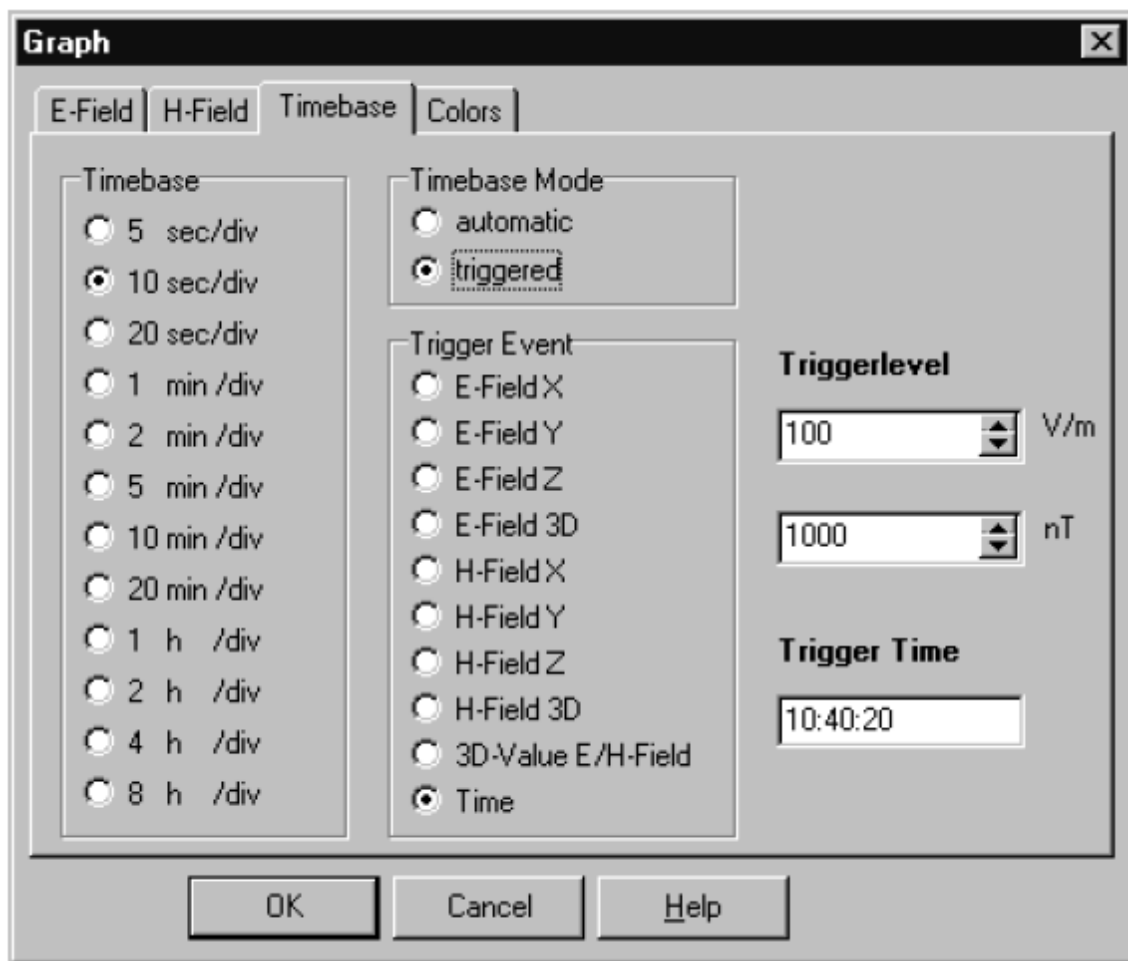 Graph
E-Field H-Field Timebase Colors
Timebase
5 sec/div
10 sec/div
20 sec/div
1 min /div
2 min /div
5 min /div
10 min /div
20 min /div
1 h /div
2 h /div
4 h /div
8 h /div
Timebase Mode
automatic
triggered
Trigger Event
E-Field X
E-Field Y
E-Field Z
E-Field 3D
H-Field X
H-Field Y
H-Field Z
H-Field 3D
3D-Value E/H-Field
Time
Triggerlevel
100 V/m
1000 nT
Trigger Time
10:40:20
OK Cancel Help